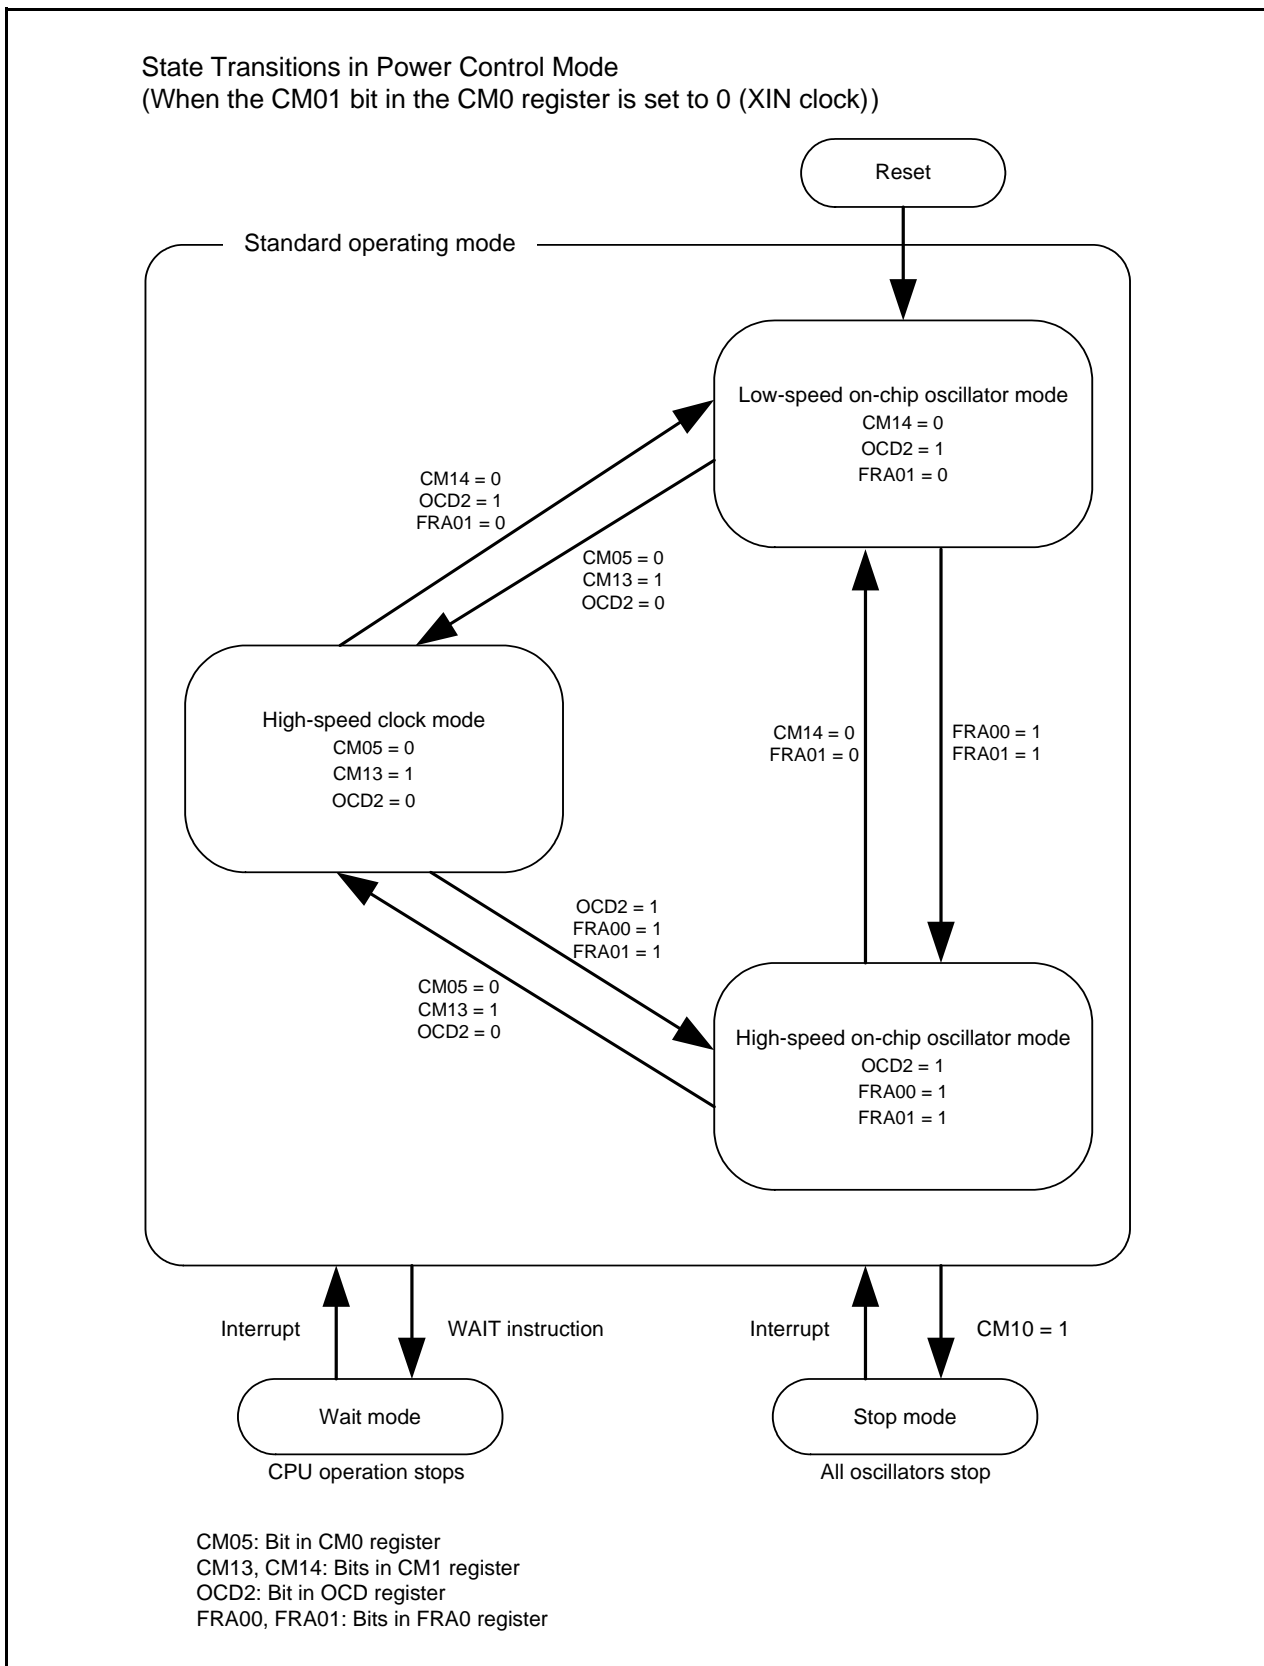 State Transitions in Power Control Mode
(When the CM01 bit in the CM0 register is set to 0 (XIN clock))
Reset
Standard operating mode
Low-speed on-chip oscillator mode
CM14 = 0
OCD2 = 1
FRA01 = 0
CM14 = 0
OCD2 = 1
FRA01 = 0
CM05 = 0
CM13 = 1
OCD2 = 0
High-speed clock mode
CM05 = 0
CM13 = 1
OCD2 = 0
CM14 = 0
FRA01 = 0
FRA00 = 1
FRA01 = 1
OCD2 = 1
FRA00 = 1
FRA01 = 1
CM05 = 0
CM13 = 1
OCD2 = 0
High-speed on-chip oscillator mode
OCD2 = 1
FRA00 = 1
FRA01 = 1
Interrupt
WAIT instruction
Interrupt
CM10 = 1
Wait mode
Stop mode
CPU operation stops
All oscillators stop
CM05: Bit in CM0 register
CM13, CM14: Bits in CM1 register
OCD2: Bit in OCD register
FRA00, FRA01: Bits in FRA0 register